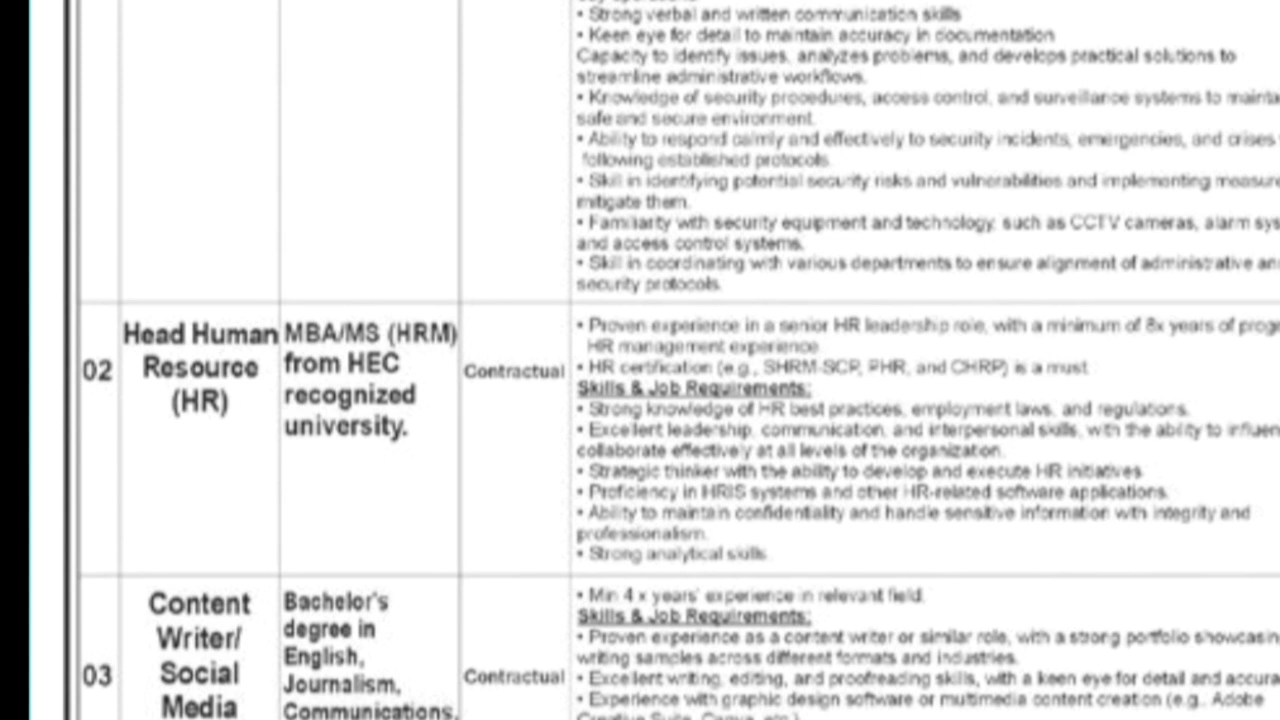 • Strong verbal and written communication skills
• Keen eye for detail to maintain accuracy in documentation
Capacity to identify issues, analyzes problems, and develops practical solutions to
streamline administrative workflows.
• Knowledge of security procedures, access control, and surveillance systems to
safe and secure environment.
• Ability to respond calmly and effectively to security incidents, emergencies, and crises
following established protocols.
• Skill in identifying potential security risks and vulnerabilities and implementing
mitigate them.
• Familiarity with security equipment and technology, such as CCTV cameras, alarm
and access control systems.
• Skill in coordinating with various departments to ensure alignment of administrative
security protocols.
02
Head Human
Resource
(HR)
MBA/MS (HRM)
from HEC
recognized
university.
Contractual
• Proven experience in a senior HR leadership role, with a minimum of 8x years of
HR management experience.
• HR certification (e.g., SHRM-SCP, PHR, and CHRP) is a must.
Skills & Job Requirements:
• Strong knowledge of HR best practices, employment laws, and regulations.
• Excellent leadership, communication, and interpersonal skills, with the ability to
collaborate effectively at all levels of the organization.
• Strategic thinker with the ability to develop and execute HR initiatives.
• Proficiency in HRIS systems and other HR-related software applications.
• Ability to maintain confidentiality and handle sensitive information with integrity and
professionalism.
• Strong analytical skills.
03
Content
Writer/
Social
Media
Bachelor's
degree in
English,
Journalism,
Communications,
Contractual
• Min 4 x years' experience in relevant field.
Skills & Job Requirements:
• Proven experience as a content writer or similar role, with a strong portfolio
writing samples across different formats and industries.
• Excellent writing, editing, and proofreading skills, with a keen eye for detail and
• Experience with graphic design software or multimedia content creation (e.g., Adobe